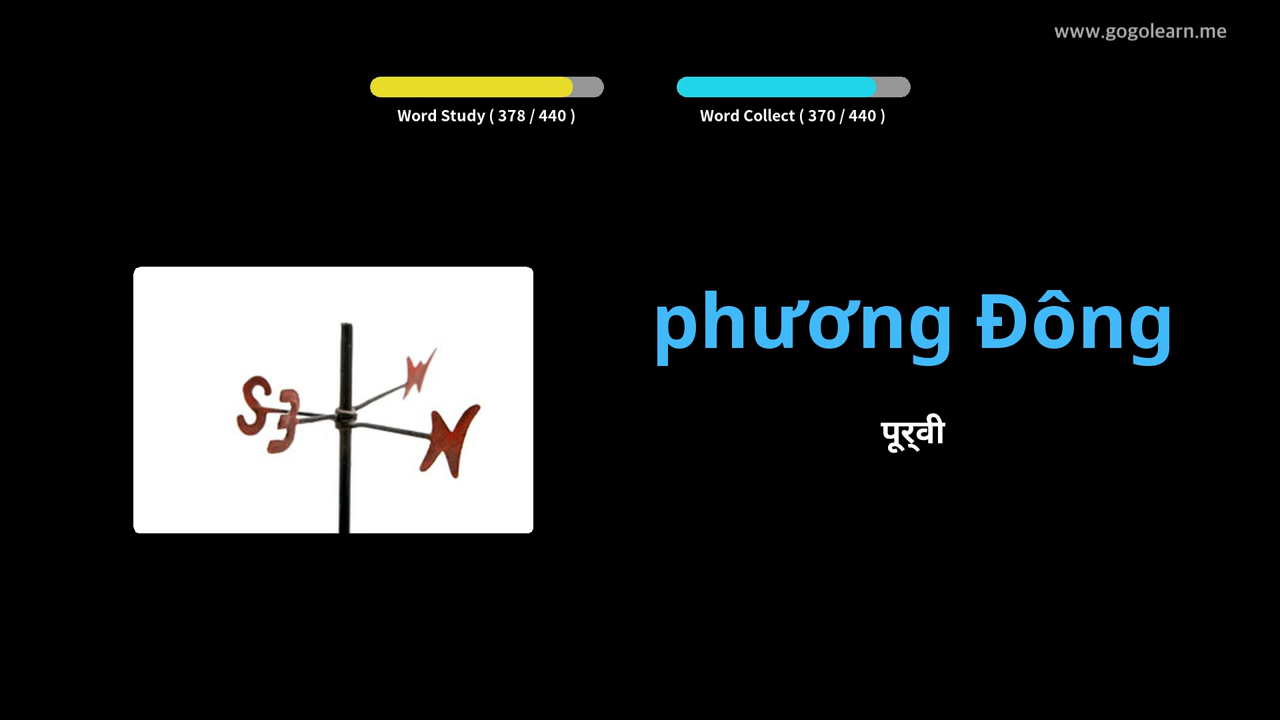 www.gogolearn.me
Word Study ( 378 / 440 )
Word Collect ( 370 / 440 )
S E N N
phương Đông
पूर्वी